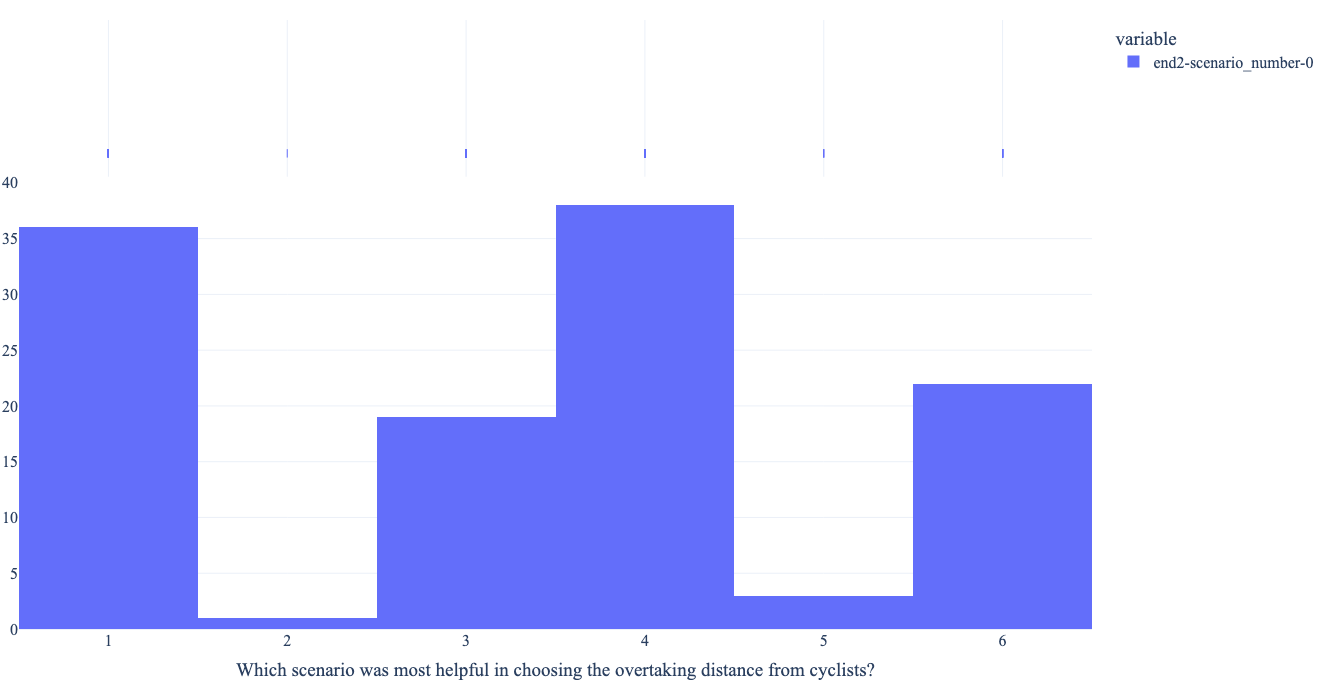 variable
end2-scenario_number-0
40
35
30
25
20
15
10
5
0
1 2 3 4 5 6
Which scenario was most helpful in choosing the overtaking distance from cyclists?